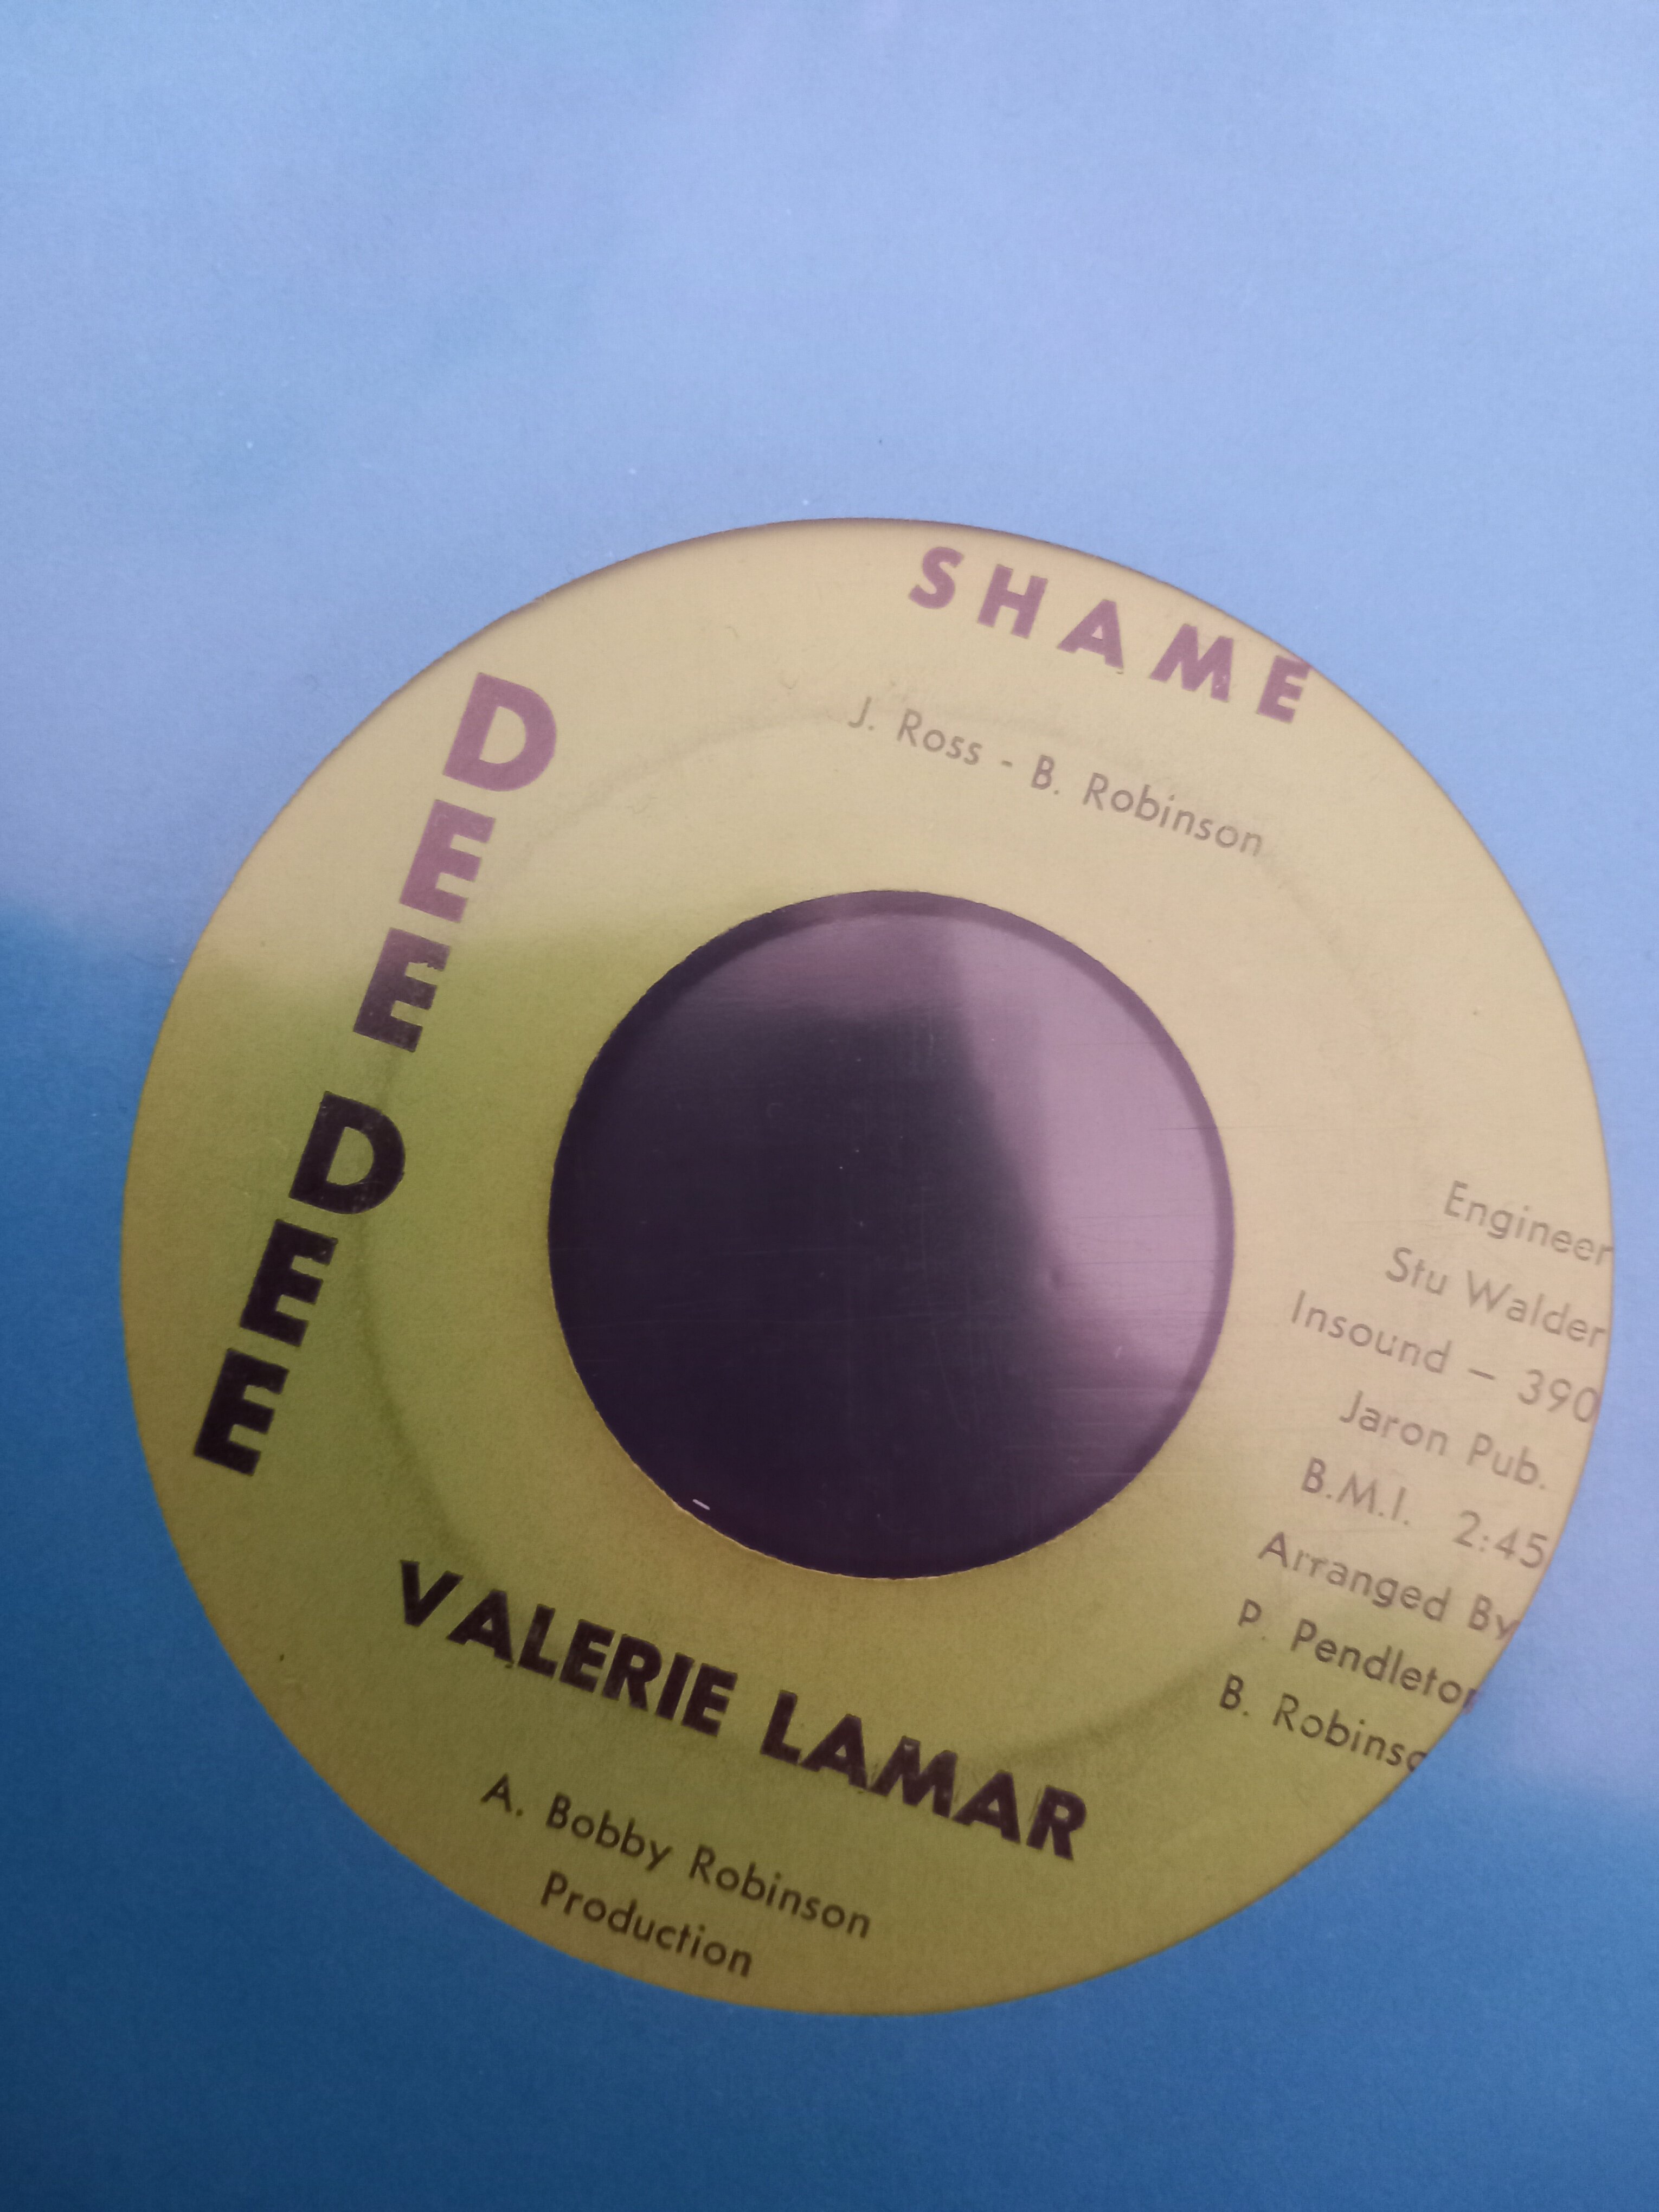 SHAME
J. Ross - B. Robinson
DEE DEE
Engineer
Stu Walder
Insound - 390
Jaron Pub.
B.M.I. 2:45
Arranged By
P. Pendleton
B. Robinso
VALERIE LAMAR
A. Bobby Robinson
Production